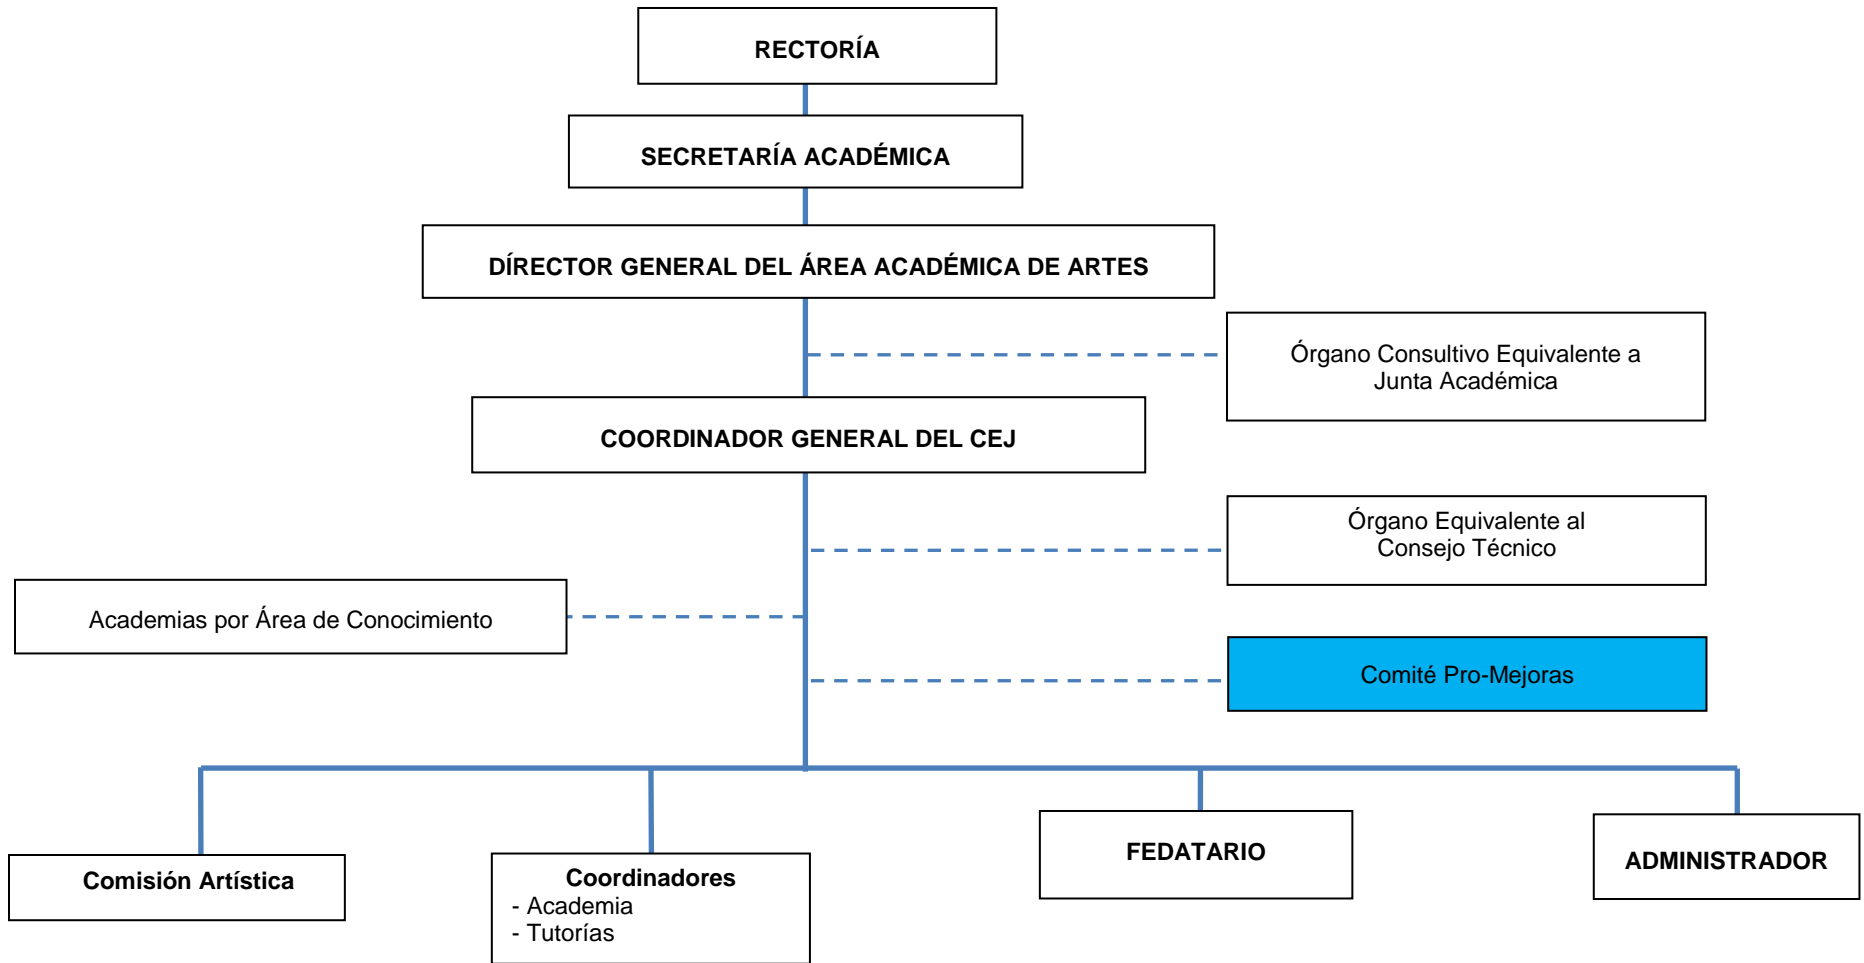 RECTORÍA
SECRETARÍA ACADÉMICA
DÍRECTOR GENERAL DEL ÁREA ACADÉMICA DE ARTES
Órgano Consultivo Equivalente a
Junta Académica
COORDINADOR GENERAL DEL CEJ
Órgano Equivalente al
Consejo Técnico
Academias por Área de Conocimiento
Comité Pro-Mejoras
Comisión Artística
Coordinadores
- Academia
- Tutorías
FEDATARIO
ADMINISTRADOR